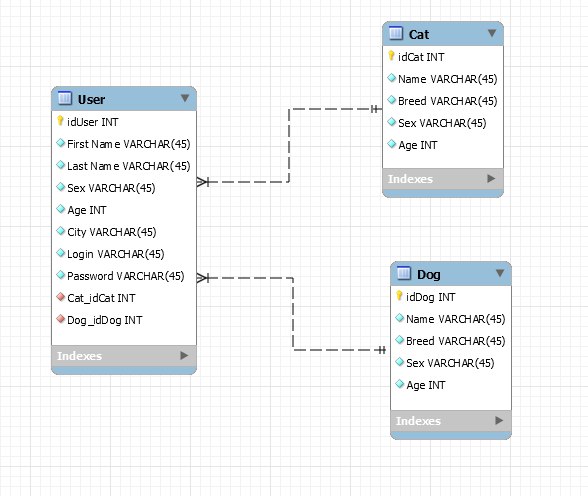 User
idUser INT
First Name VARCHAR(45)
Last Name VARCHAR(45)
Sex VARCHAR(45)
Age INT
City VARCHAR(45)
Login VARCHAR(45)
Password VARCHAR(45)
Cat_idCat INT
Dog_idDog INT
Indexes
Cat
idCat INT
Name VARCHAR(45)
Breed VARCHAR(45)
Sex VARCHAR(45)
Age INT
Indexes
Dog
idDog INT
Name VARCHAR(45)
Breed VARCHAR(45)
Sex VARCHAR(45)
Age INT
Indexes